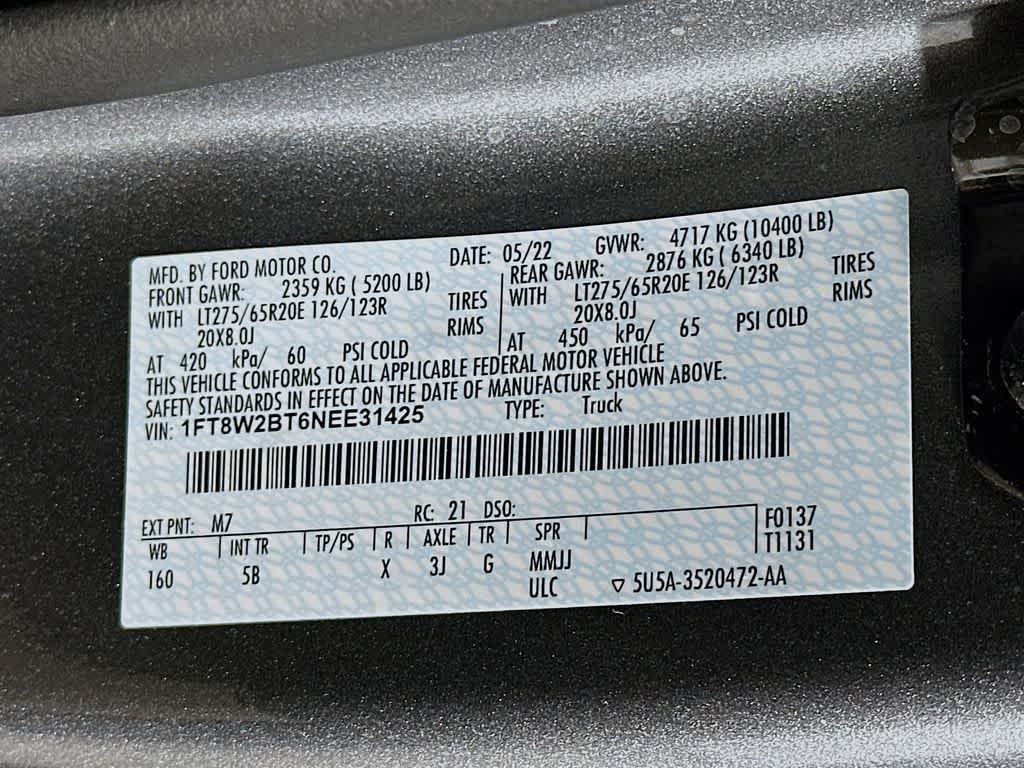 MFD. BY FORD MOTOR CO. DATE: 05/22 GVWR: 4717 KG (10400 LB)
FRONT GAWR: 2359 KG ( 5200 LB) REAR GAWR: 2876 KG ( 6340 LB)
WITH LT275/65R20E 126/123R TIRES WITH LT275/65R20E 126/123R TIRES
20X8.0J RIMS 20X8.0J RIMS
AT 420 kPa/ 60 PSI COLD AT 450 kPa/ 65 PSI COLD
THIS VEHICLE CONFORMS TO ALL APPLICABLE FEDERAL MOTOR VEHICLE
SAFETY STANDARDS IN EFFECT ON THE DATE OF MANUFACTURE SHOWN ABOVE.
VIN: 1FT8W2BT6NEE31425 TYPE: Truck
EXT PNT: M7 RC: 21 DSO: F0137
WB INT TR TP/PS R AXLE TR SPR T1131
160 5B X 3J G MMJJ
ULC ▽ 5U5A-3520472-AA